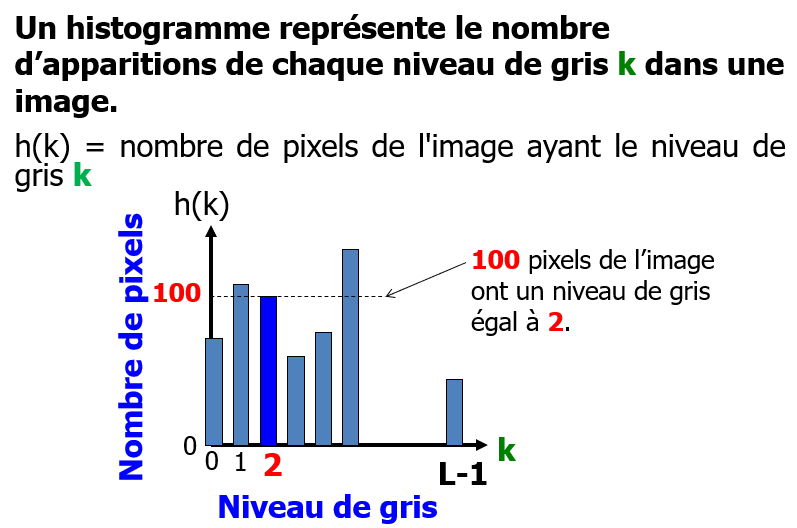 Un histogramme représente le nombre
d’apparitions de chaque niveau de gris k dans une
image.
h(k) = nombre de pixels de l'image ayant le niveau de
gris k
h(k)
Nombre de pixels
100
100 pixels de l’image
ont un niveau de gris
égal à 2.
0
0 1 2
L-1
k
Niveau de gris